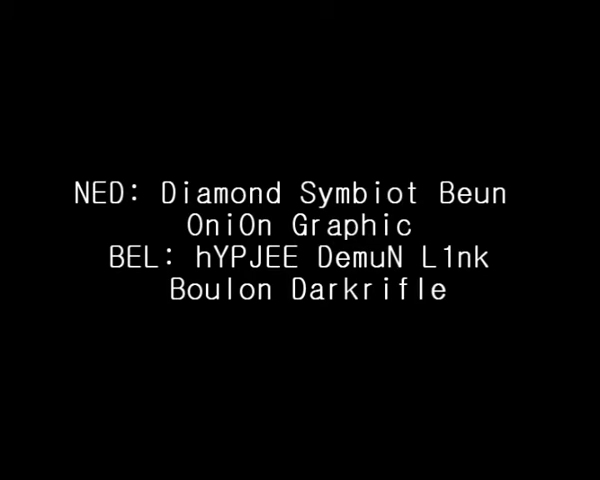 NED: Diamond Symbiot Beun
OniOn Graphic
BEL: hYPJEE DemuN L1nk
Boulon Darkrifle